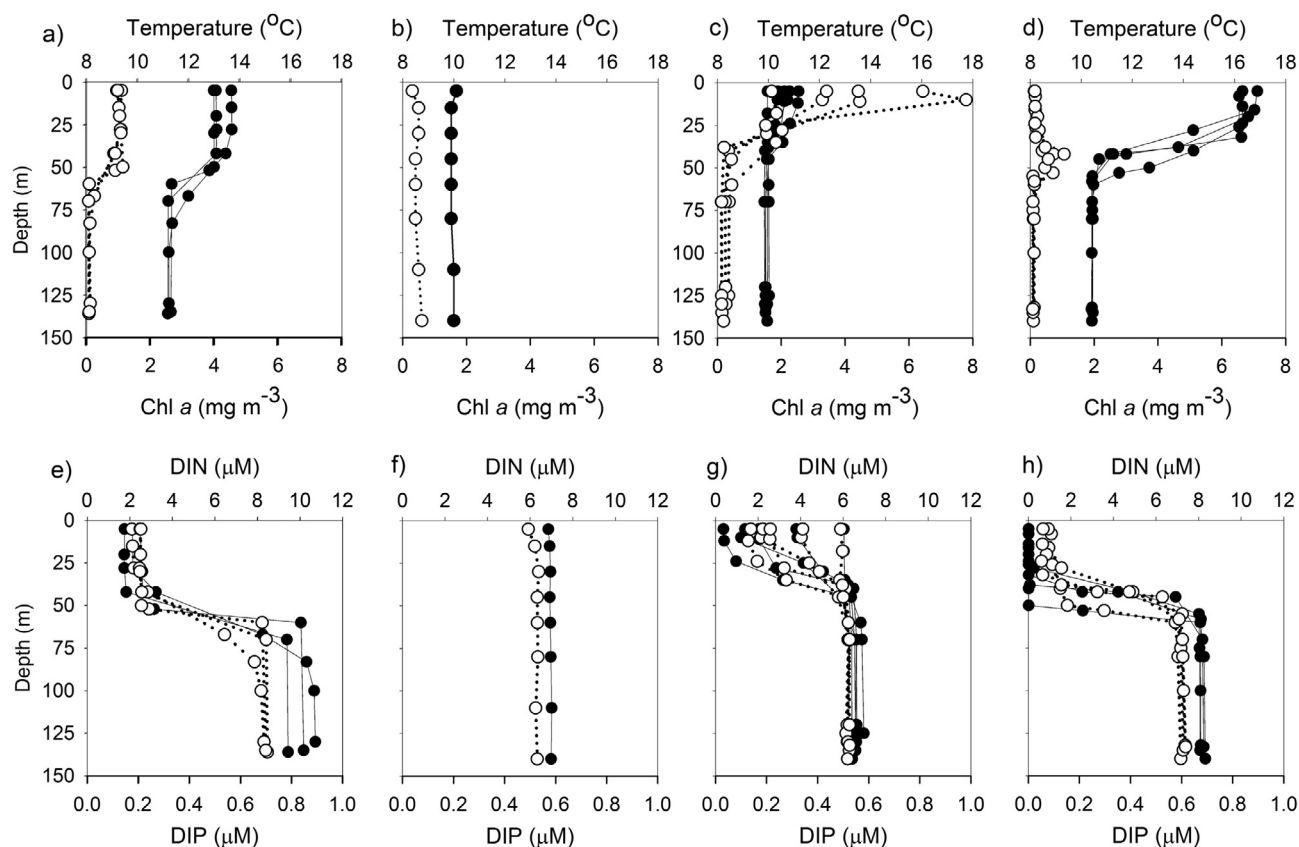 a) Temperature (°C)
8 10 12 14 16 18
b) Temperature (°C)
8 10 12 14 16 18
c) Temperature (°C)
8 10 12 14 16 18
d) Temperature (°C)
8 10 12 14 16 18
Depth (m)
0
25
50
75
100
125
150
0 2 4 6 8
Chl a (mg m-3)
0 2 4 6 8
Chl a (mg m-3)
0 2 4 6 8
Chl a (mg m-3)
0 2 4 6 8
Chl a (mg m-3)
e) DIN (µM)
0 2 4 6 8 10 12
f) DIN (µM)
0 2 4 6 8 10 12
g) DIN (µM)
0 2 4 6 8 10 12
h) DIN (µM)
0 2 4 6 8 10 12
Depth (m)
0
25
50
75
100
125
150
0.0 0.2 0.4 0.6 0.8 1.0
DIP (µM)
0.0 0.2 0.4 0.6 0.8 1.0
DIP (µM)
Depth (m)
0
25
50
75
100
125
150
0.0 0.2 0.4 0.6 0.8 1.0
DIP (µM)
0.0 0.2 0.4 0.6 0.8 1.0
DIP (µM)